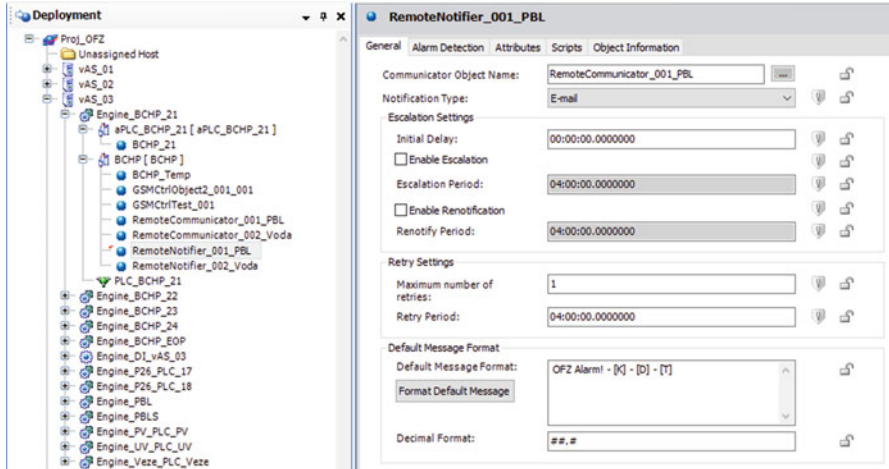 Deployment
Proj_OFZ
Unassigned Host
vAS_01
vAS_02
vAS_03
Engine_BCHP_21
aPLC_BCHP_21 [ aPLC_BCHP_21 ]
BCHP_21
BCHP [ BCHP ]
BCHP_Temp
GSMCtrlObject2_001_001
GSMCtrlTest_001
RemoteCommunicator_001_PBL
RemoteCommunicator_002_Voda
RemoteNotifier_001_PBL
RemoteNotifier_002_Voda
PLC_BCHP_21
Engine_BCHP_22
Engine_BCHP_23
Engine_BCHP_24
Engine_BCHP_EOP
Engine_DI_vAS_03
Engine_P26_PLC_17
Engine_P26_PLC_18
Engine_PBL
Engine_PBLS
Engine_PV_PLC_PV
Engine_UV_PLC_UV
Engine_Veze_PLC_Veze
RemoteNotifier_001_PBL
General Alarm Detection Attributes Scripts Object Information
Communicator Object Name: RemoteCommunicator_001_PBL ...
Notification Type: E-mail
Escalation Settings
Initial Delay: 00:00:00.0000000
Enable Escalation
Escalation Period: 04:00:00.0000000
Enable Renotification
Renotify Period: 04:00:00.0000000
Retry Settings
Maximum number of retries: 1
Retry Period: 04:00:00.0000000
Default Message Format
Default Message Format: OFZ Alarm! - [K] - [D] - [T]
Format Default Message
Decimal Format: ##.#